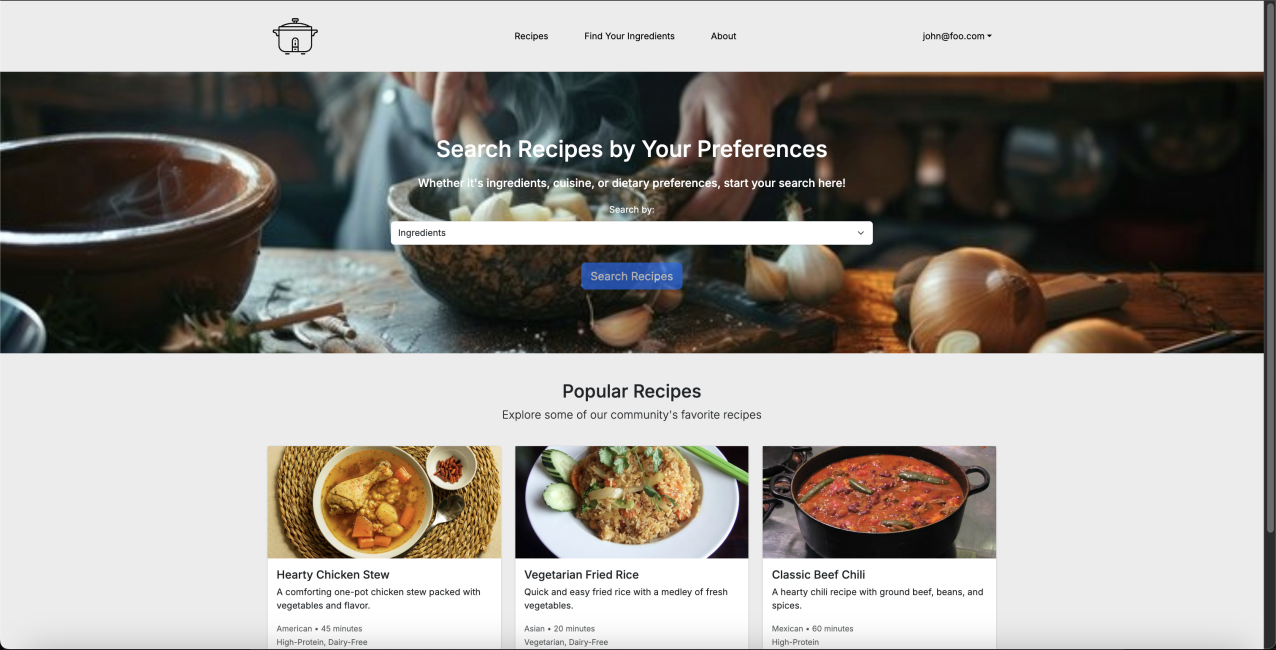 Recipes
Find Your Ingredients
About
john@foo.com
Search Recipes by Your Preferences
Whether it's ingredients, cuisine, or dietary preferences, start your search here!
Search by:
Ingredients
Search Recipes
Popular Recipes
Explore some of our community's favorite recipes
Hearty Chicken Stew
A comforting one-pot chicken stew packed with
vegetables and flavor.
American • 45 minutes
High-Protein, Dairy-Free
Vegetarian Fried Rice
Quick and easy fried rice with a medley of fresh
vegetables.
Asian • 20 minutes
Vegetarian, Dairy-Free
Classic Beef Chili
A hearty chili recipe with ground beef, beans, and
spices.
Mexican • 60 minutes
High-Protein